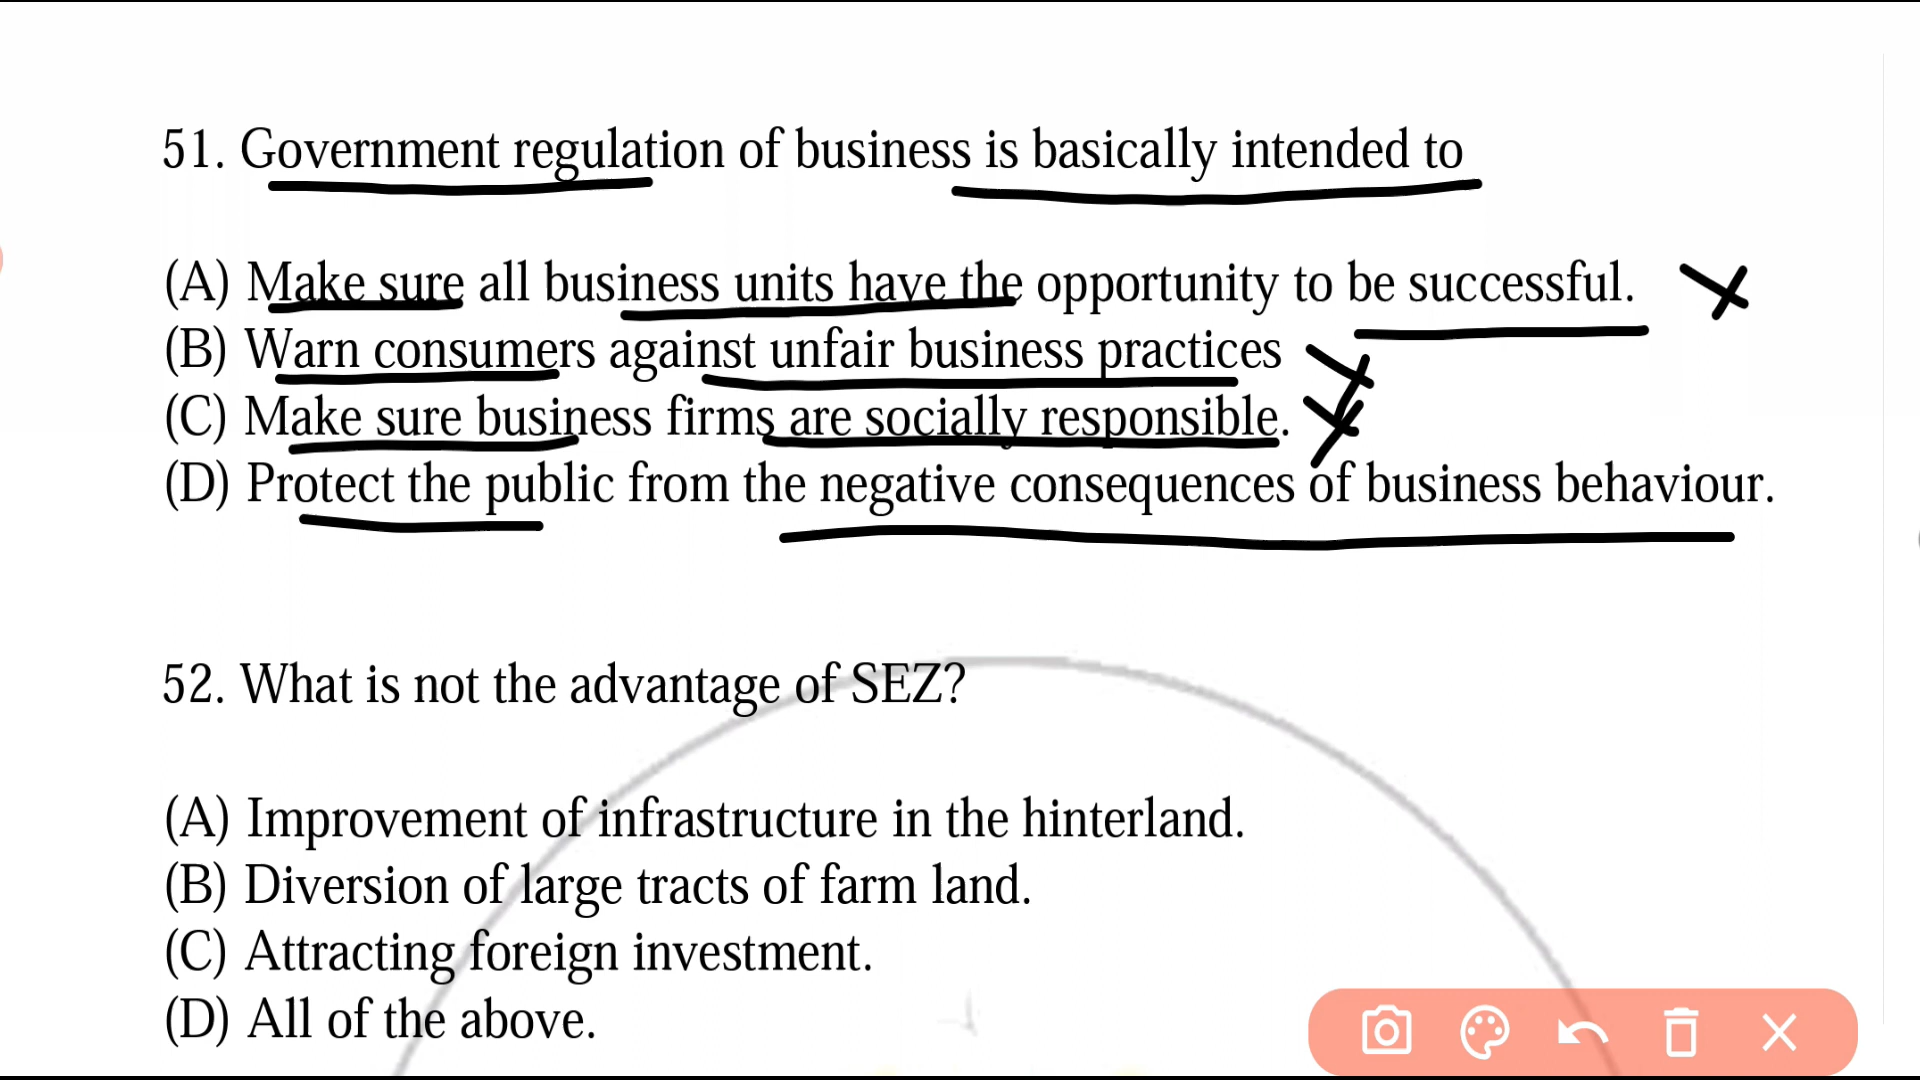 51. Government regulation of business is basically intended to
(A) Make sure all business units have the opportunity to be successful.
(B) Warn consumers against unfair business practices
(C) Make sure business firms are socially responsible.
(D) Protect the public from the negative consequences of business behaviour.
52. What is not the advantage of SEZ?
(A) Improvement of infrastructure in the hinterland.
(B) Diversion of large tracts of farm land.
(C) Attracting foreign investment.
(D) All of the above.